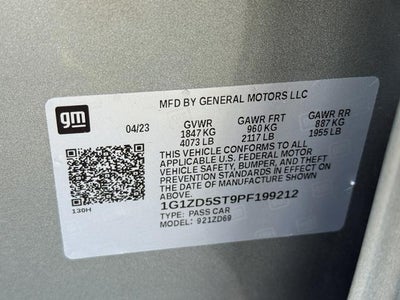 MFD BY GENERAL MOTORS LLC
gm
04/23 GVWR GAWR FRT GAWR RR
1847 KG 960 KG 887 KG
4073 LB 2117 LB 1955 LB
THIS VEHICLE CONFORMS TO ALL
APPLICABLE U.S. FEDERAL MOTOR
VEHICLE SAFETY, BUMPER, AND THEFT
PREVENTION STANDARDS IN EFFECT ON THE
DATE OF MANUFACTURE SHOWN
ABOVE.
130H
1G1ZD5ST9PF199212
TYPE: PASS CAR
MODEL: 921ZD69